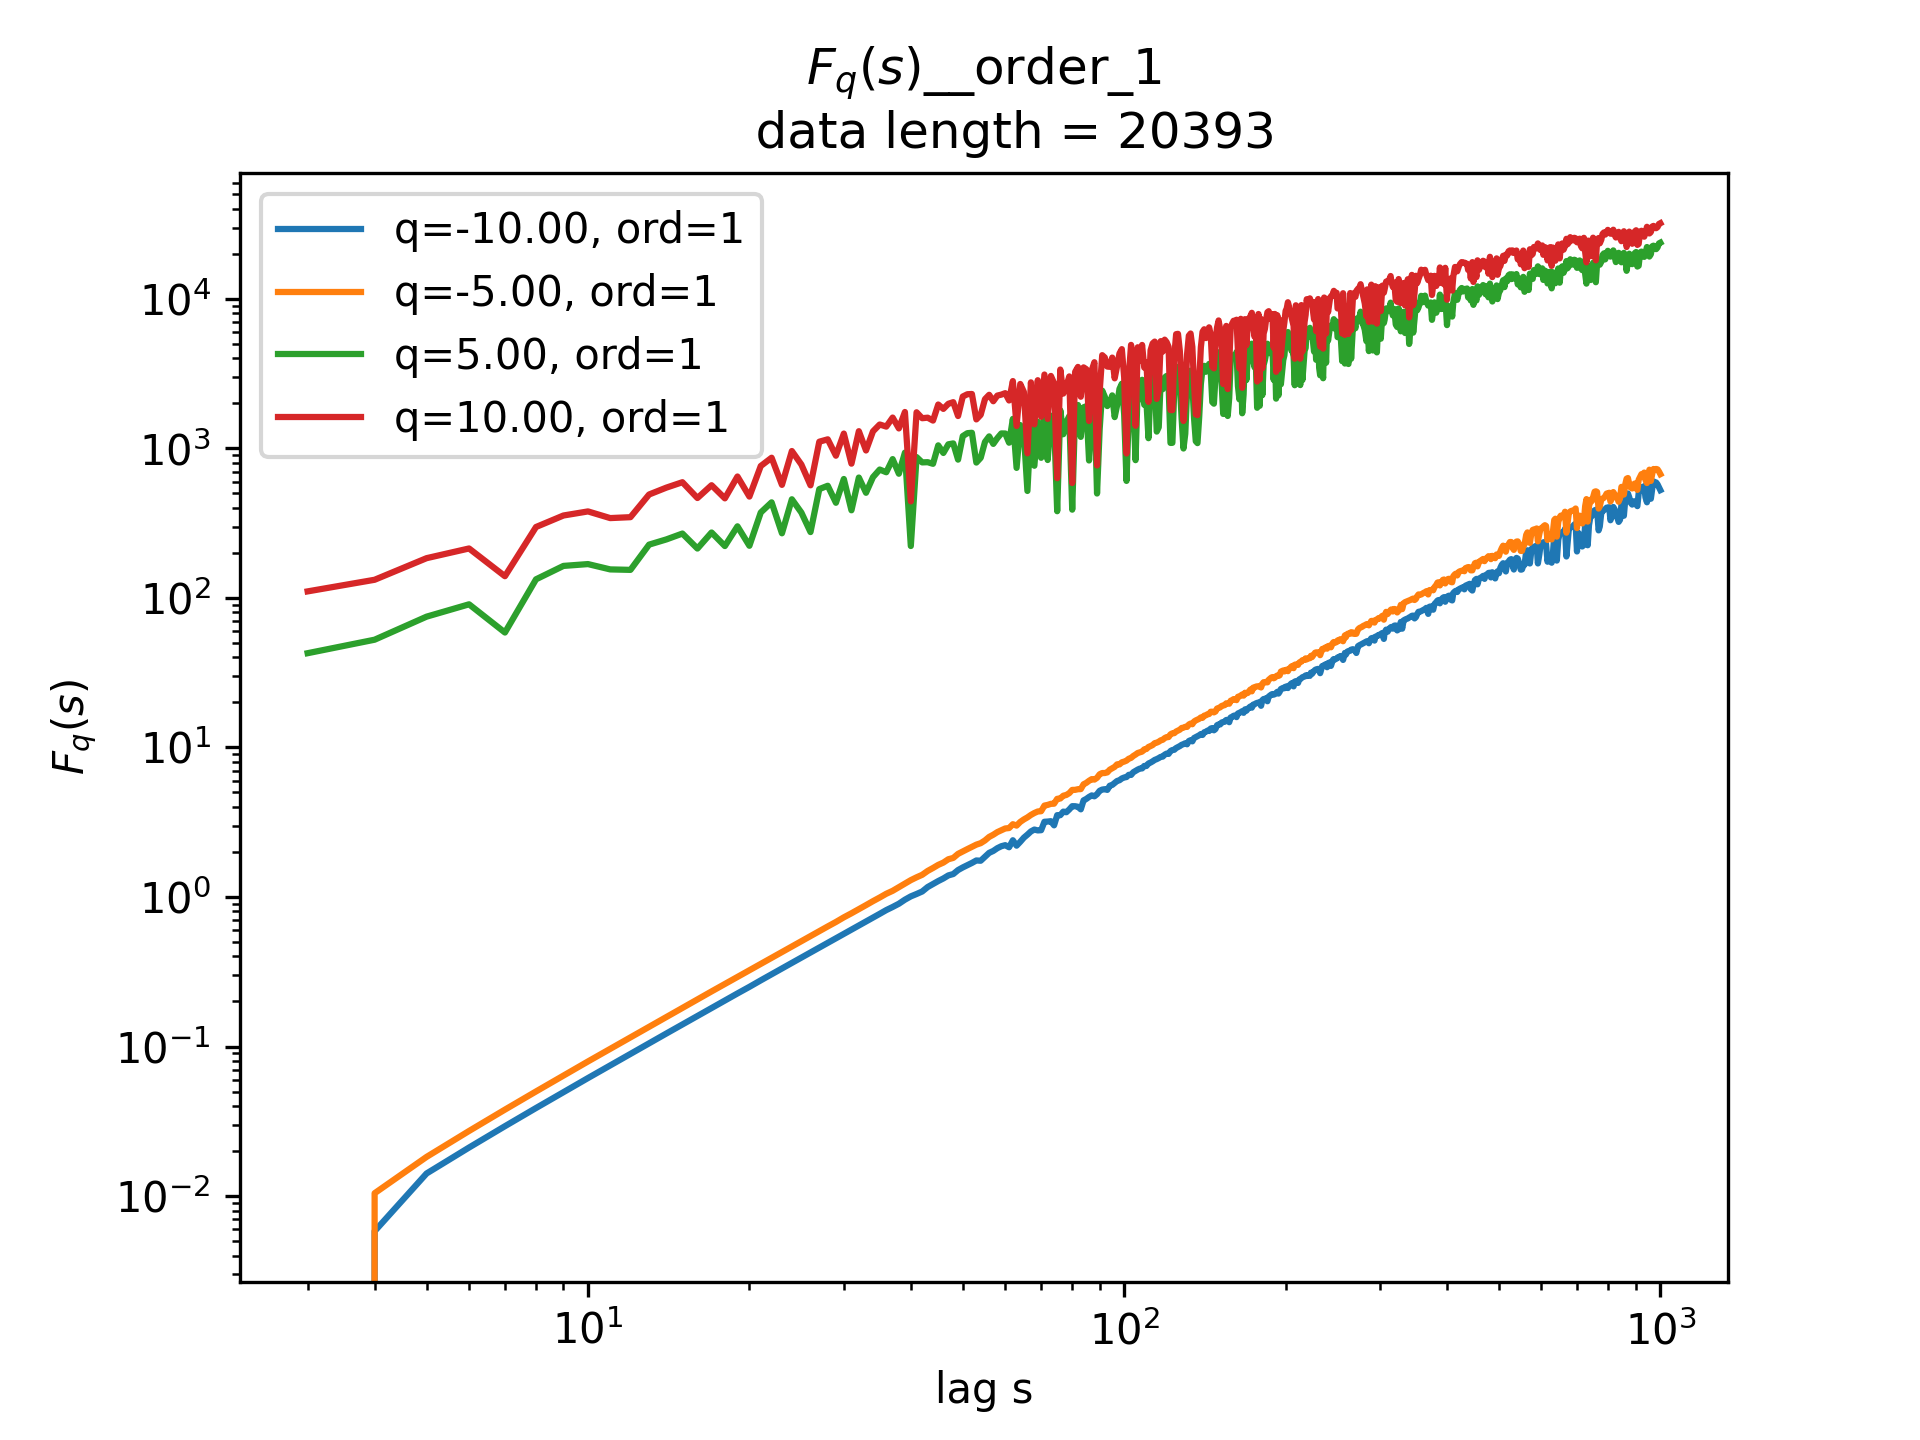 F_q(s)__order_1
data length = 20393
q=-10.00, ord=1
q=-5.00, ord=1
q=5.00, ord=1
q=10.00, ord=1
10^4
10^3
10^2
10^1
10^0
10^−1
10^−2
F_q(s)
10^1
10^2
10^3
lag s